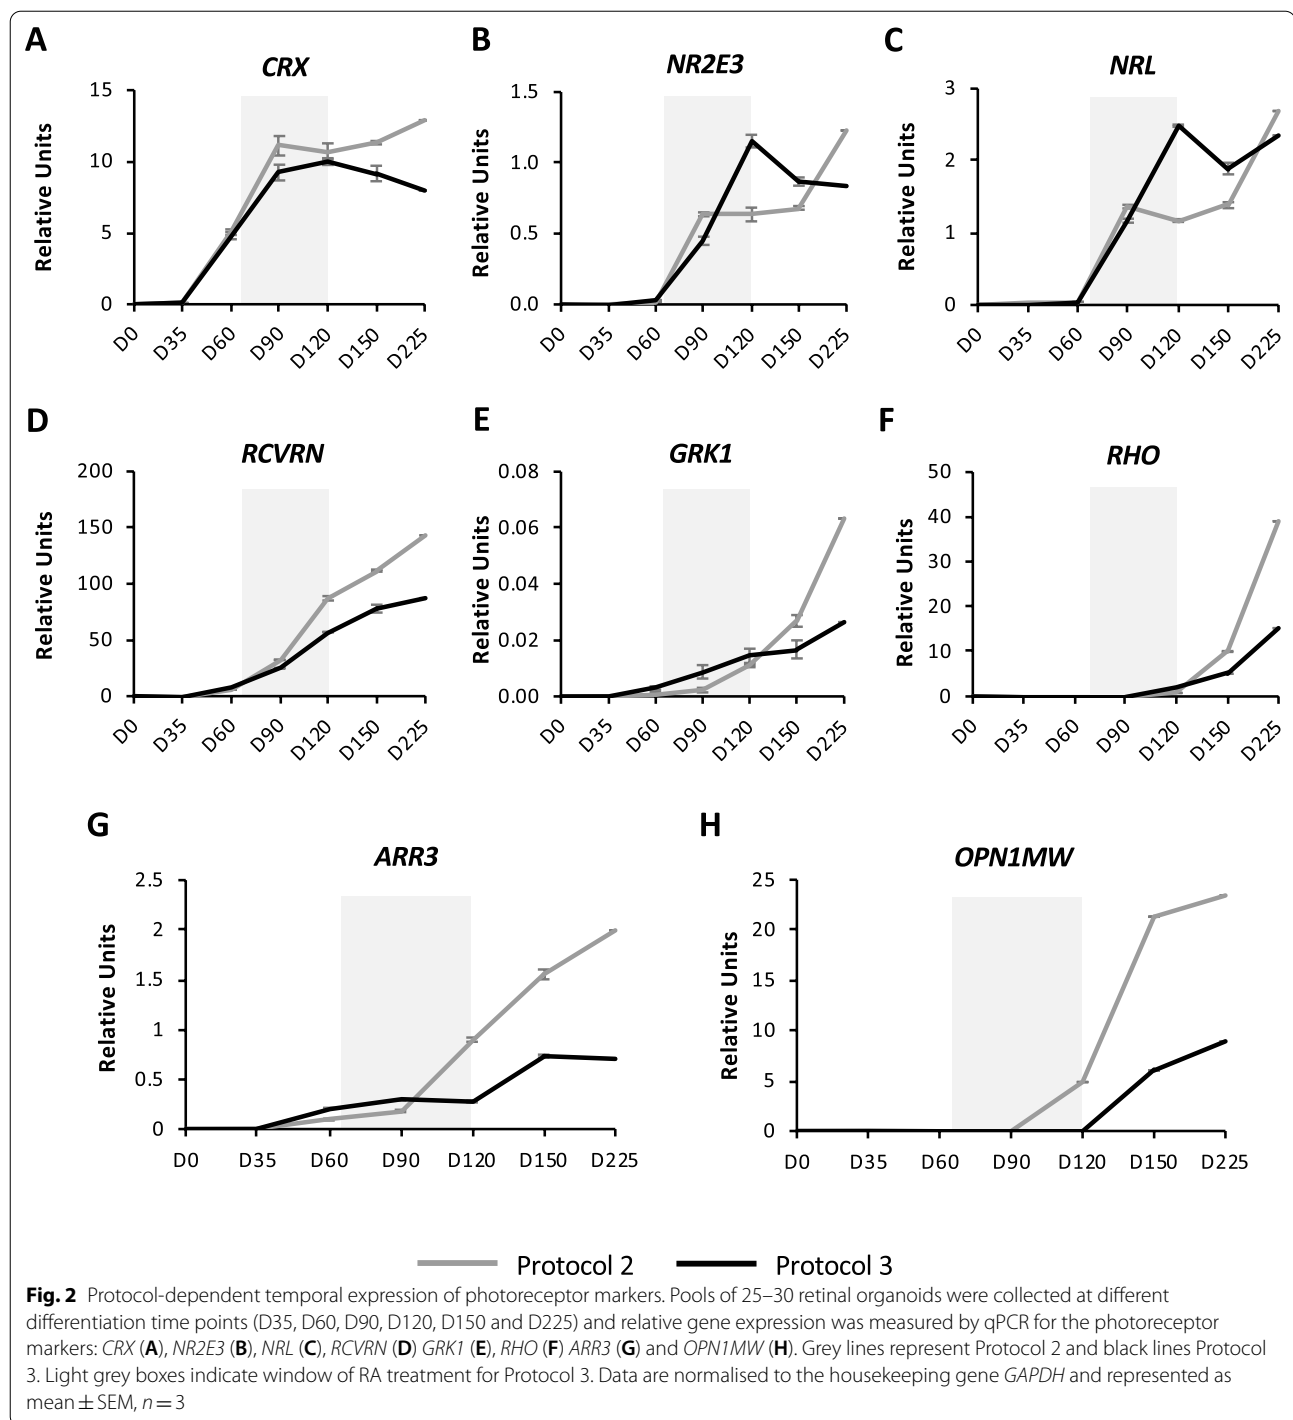 A
CRX
Relative Units
15
10
5
0
D0 D35 D60 D90 D120 D150 D225
B
NR2E3
Relative Units
1.5
1.0
0.5
0.0
D0 D35 D60 D90 D120 D150 D225
C
NRL
Relative Units
3
2
1
0
D0 D35 D60 D90 D120 D150 D225
D
RCVRN
Relative Units
200
150
100
50
0
D0 D35 D60 D90 D120 D150 D225
E
GRK1
Relative Units
0.08
0.06
0.04
0.02
0.00
D0 D35 D60 D90 D120 D150 D225
F
RHO
Relative Units
50
40
30
20
10
0
D0 D35 D60 D90 D120 D150 D225
G
ARR3
Relative Units
2.5
2
1.5
1
0.5
0
D0 D35 D60 D90 D120 D150 D225
H
OPN1MW
Relative Units
25
20
15
10
5
0
D0 D35 D60 D90 D120 D150 D225
Protocol 2 Protocol 3
Fig. 2 Protocol-dependent temporal expression of photoreceptor markers. Pools of 25–30 retinal organoids were collected at different
differentiation time points (D35, D60, D90, D120, D150 and D225) and relative gene expression was measured by qPCR for the photoreceptor
markers: CRX (A), NR2E3 (B), NRL (C), RCVRN (D) GRK1 (E), RHO (F) ARR3 (G) and OPN1MW (H). Grey lines represent Protocol 2 and black lines Protocol
3. Light grey boxes indicate window of RA treatment for Protocol 3. Data are normalised to the housekeeping gene GAPDH and represented as
mean ± SEM, n = 3